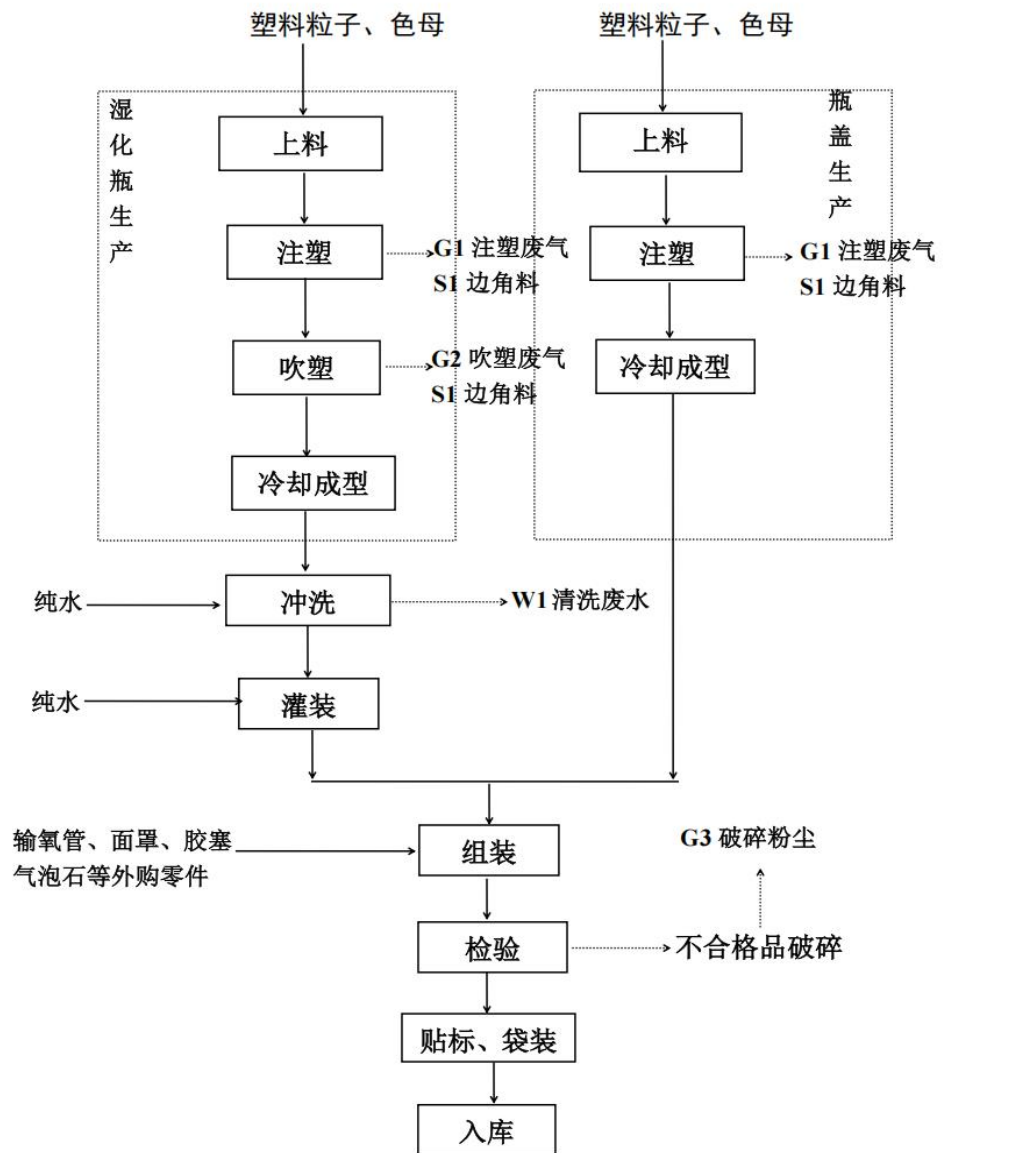 塑料粒子、色母
塑料粒子、色母
湿化瓶生产
上料
注塑
G1 注塑废气
S1 边角料
吹塑
G2 吹塑废气
S1 边角料
冷却成型
瓶盖生产
上料
注塑
G1 注塑废气
S1 边角料
冷却成型
纯水
冲洗
W1 清洗废水
纯水
灌装
输氧管、面罩、胶塞
气泡石等外购零件
组装
G3 破碎粉尘
检验
不合格品破碎
贴标、袋装
入库